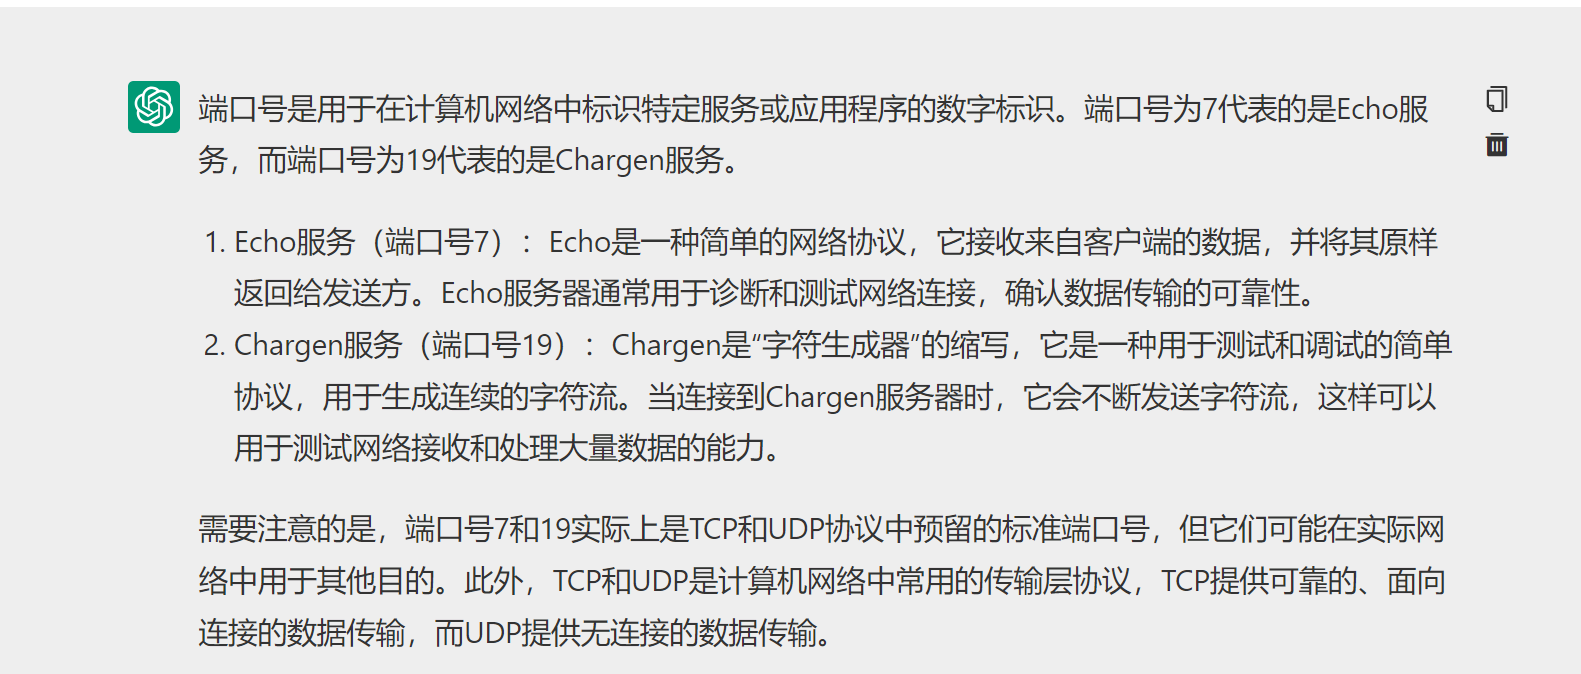 端口号是用于在计算机网络中标识特定服务或应用程序的数字标识。端口号为7代表的是Echo服
务，而端口号为19代表的是Chargen服务。
1. Echo服务（端口号7）：Echo是一种简单的网络协议，它接收来自客户端的数据，并将其原样
返回给发送方。Echo服务器通常用于诊断和测试网络连接，确认数据传输的可靠性。
2. Chargen服务（端口号19）：Chargen是“字符生成器”的缩写，它是一种用于测试和调试的简单
协议，用于生成连续的字符流。当连接到Chargen服务器时，它会不断发送字符流，这样可以
用于测试网络接收和处理大量数据的能力。
需要注意的是，端口号7和19实际上是TCP和UDP协议中预留的标准端口号，但它们可能在实际网
络中用于其他目的。此外，TCP和UDP是计算机网络中常用的传输层协议，TCP提供可靠的、面向
连接的数据传输，而UDP提供无连接的数据传输。